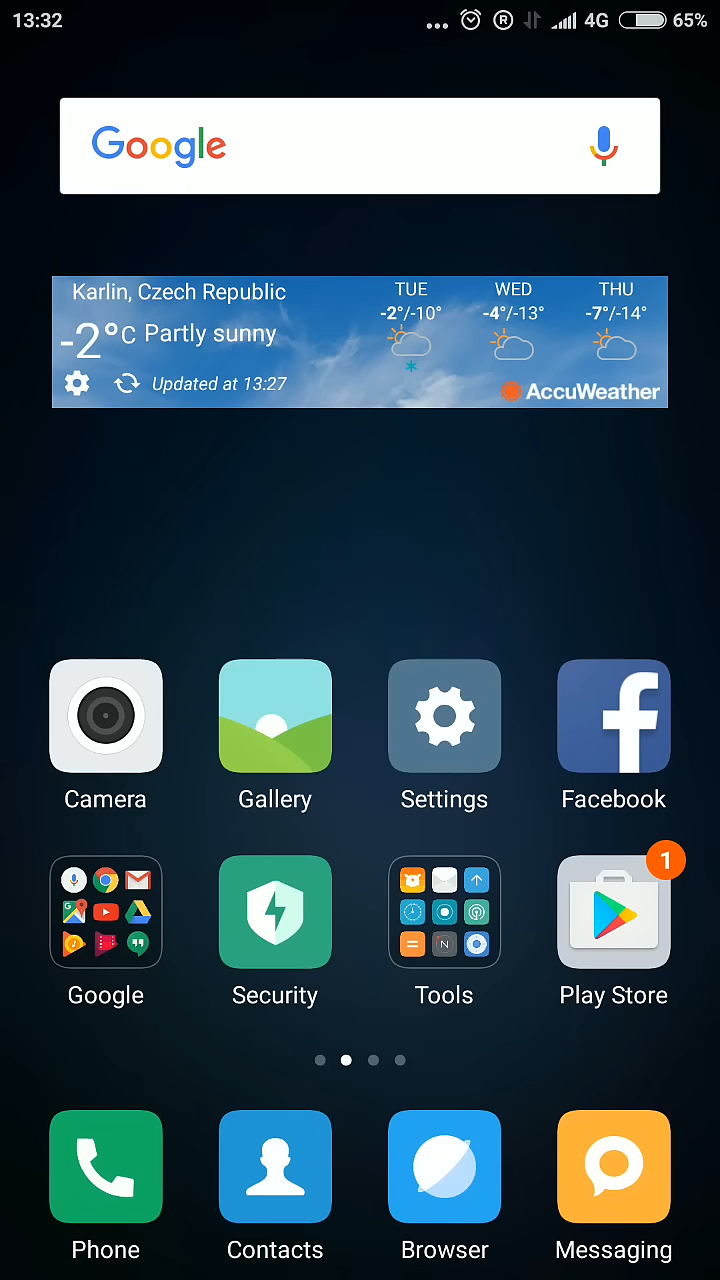 13:32 ... R 4G 65%
Google
Karlin, Czech Republic
-2°C Partly sunny
Updated at 13:27
TUE WED THU
-2°/-10° -4°/-13° -7°/-14°
AccuWeather
Camera Gallery Settings Facebook
1
Google Security Tools Play Store
Phone Contacts Browser Messaging